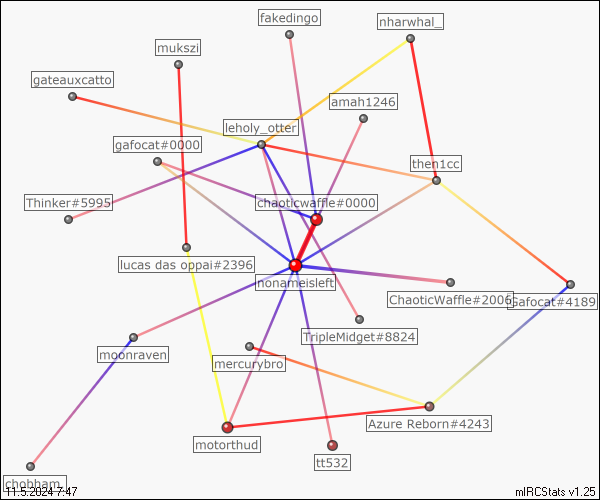 fakedingo
nharwhal_
mukszi
gateauxcatto
amah1246
leholy_otter
gafocat#0000
then1cc
Thinker#5995
chaoticwaffle#0000
lucas das oppai#2396
nonameisleft
ChaoticWaffle#2006
Gafocat#4189
TripleMidget#8824
moonraven
mercurybro
Azure Reborn#4243
motorthud
tt532
chobham_
11.5.2024 7:47
mIRCStats v1.25